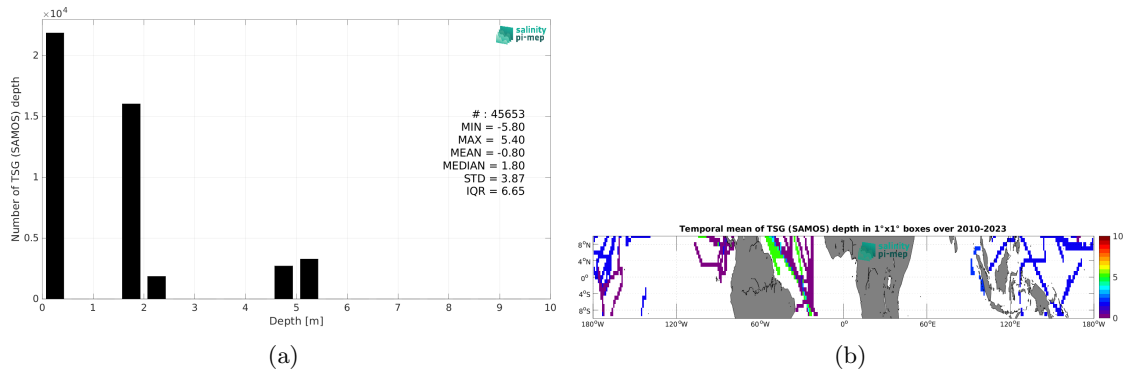 ×10⁴
2
1.5
1
0.5
0
0 1 2 3 4 5 6 7 8 9 10
Number of TSG (SAMOS) depth
Depth [m]
salinity
pi-mep
# : 45653
MIN = -5.80
MAX = 5.40
MEAN = -0.80
MEDIAN = 1.80
STD = 3.87
IQR = 6.65
(a)
Temporal mean of TSG (SAMOS) depth in 1°x1° boxes over 2010-2023
salinity
pi-mep
8°N
4°N
0°
4°S
8°S
180°W 120°W 60°W 0° 60°E 120°E 180°W
10
5
0
(b)